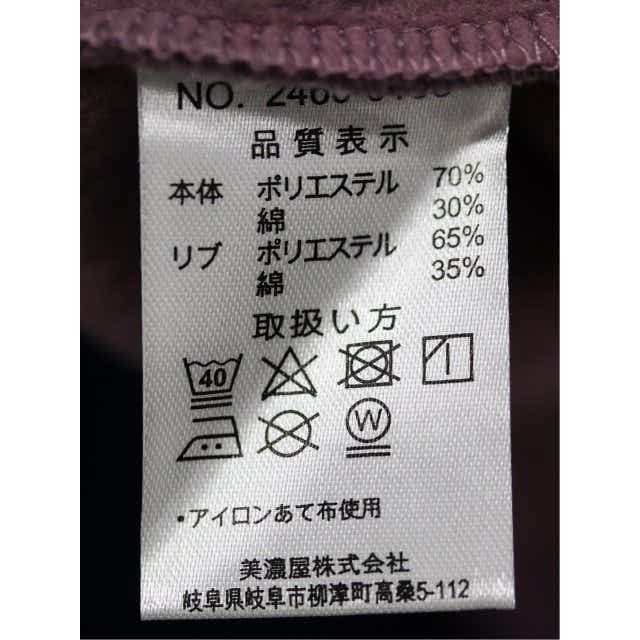 NO. 2460
品質表示
本体 ポリエステル 70%
綿 30%
リブ ポリエステル 65%
綿 35%
取扱い方
40
W
・アイロンあて布使用
美濃屋株式会社
岐阜県岐阜市柳津町高桑5-112